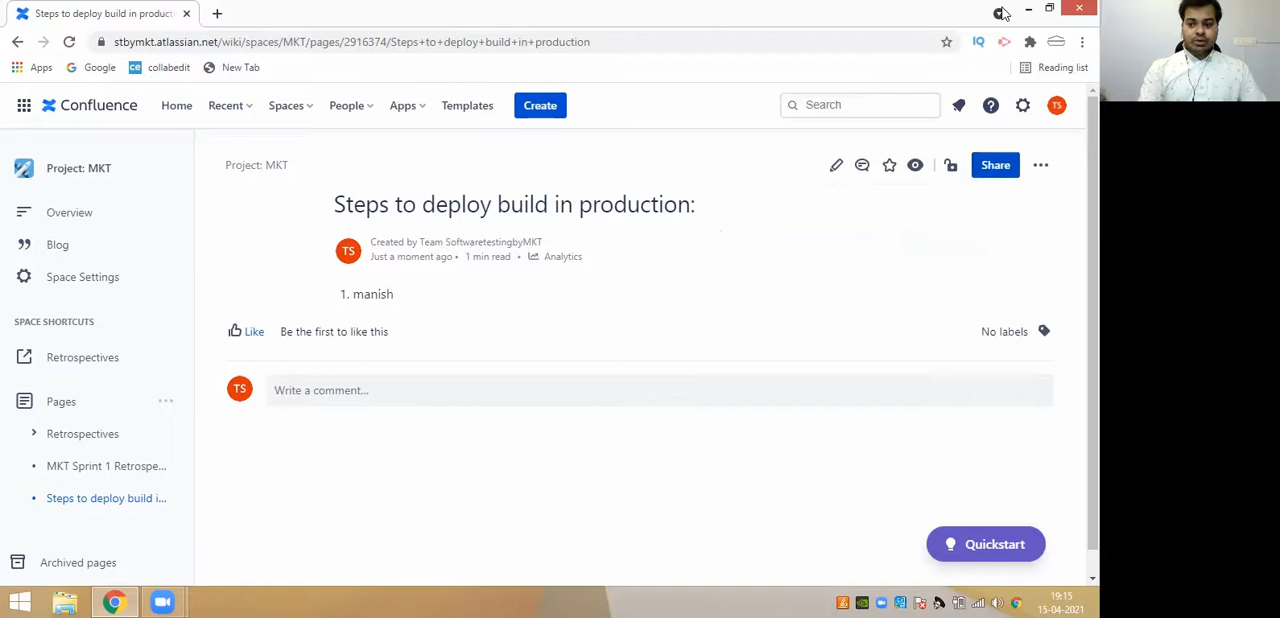 Steps to deploy build in producti
stbymkt.atlassian.net/wiki/spaces/MKT/pages/2916374/Steps+to+deploy+build+in+production
IQ
Apps
Google
ce collabedit
New Tab
Reading list
Confluence
Home
Recent
Spaces
People
Apps
Templates
Create
Search
TS
Project: MKT
Overview
Blog
Space Settings
SPACE SHORTCUTS
Retrospectives
Pages
Retrospectives
MKT Sprint 1 Retrospe...
Steps to deploy build i...
Archived pages
Project: MKT
Share
Steps to deploy build in production:
TS
Created by Team SoftwaretestingbyMKT
Just a moment ago • 1 min read • Analytics
1. manish
Like
Be the first to like this
No labels
TS
Write a comment...
Quickstart
19:15
15-04-2021